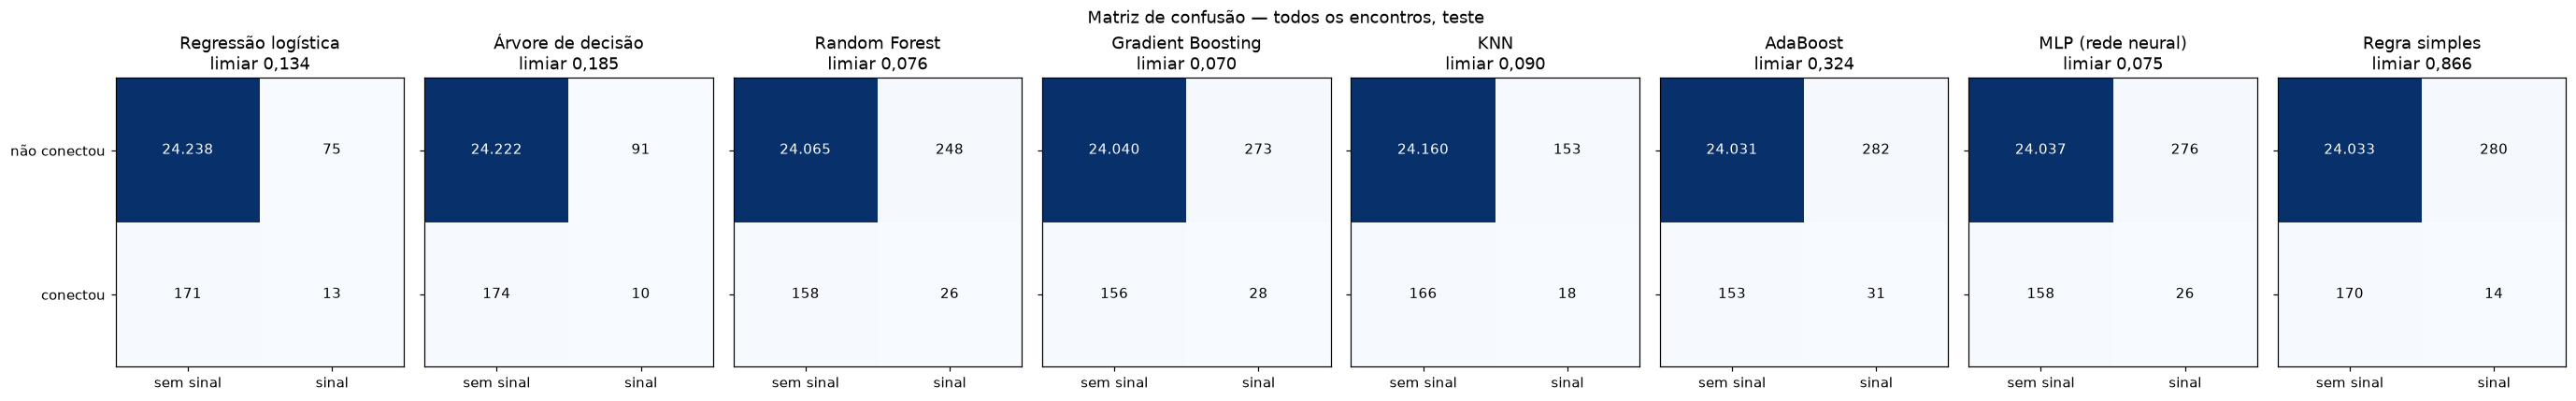 Matriz de confusão — todos os encontros, teste
Regressão logística
limiar 0,134
Árvore de decisão
limiar 0,185
Random Forest
limiar 0,076
Gradient Boosting
limiar 0,070
KNN
limiar 0,090
AdaBoost
limiar 0,324
MLP (rede neural)
limiar 0,075
Regra simples
limiar 0,866
não conectou
24.238 75
24.222 91
24.065 248
24.040 273
24.160 153
24.031 282
24.037 276
24.033 280
conectou
171 13
174 10
158 26
156 28
166 18
153 31
158 26
170 14
sem sinal sinal
sem sinal sinal
sem sinal sinal
sem sinal sinal
sem sinal sinal
sem sinal sinal
sem sinal sinal
sem sinal sinal